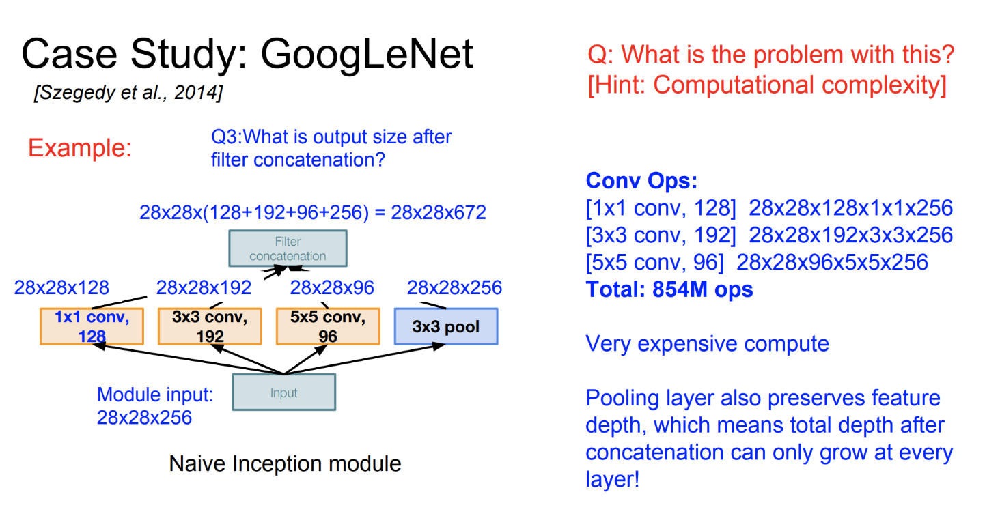 Case Study: GoogLeNet
[Szegedy et al., 2014]
Example:
Q3:What is output size after
filter concatenation?
28x28x(128+192+96+256) = 28x28x672
Filter
concatenation
28x28x128
28x28x192
28x28x96
28x28x256
1x1 conv,
128
3x3 conv,
192
5x5 conv,
96
3x3 pool
Module input:
28x28x256
Input
Naive Inception module
Q: What is the problem with this?
[Hint: Computational complexity]
Conv Ops:
[1x1 conv, 128] 28x28x128x1x1x256
[3x3 conv, 192] 28x28x192x3x3x256
[5x5 conv, 96] 28x28x96x5x5x256
Total: 854M ops
Very expensive compute
Pooling layer also preserves feature
depth, which means total depth after
concatenation can only grow at every
layer!